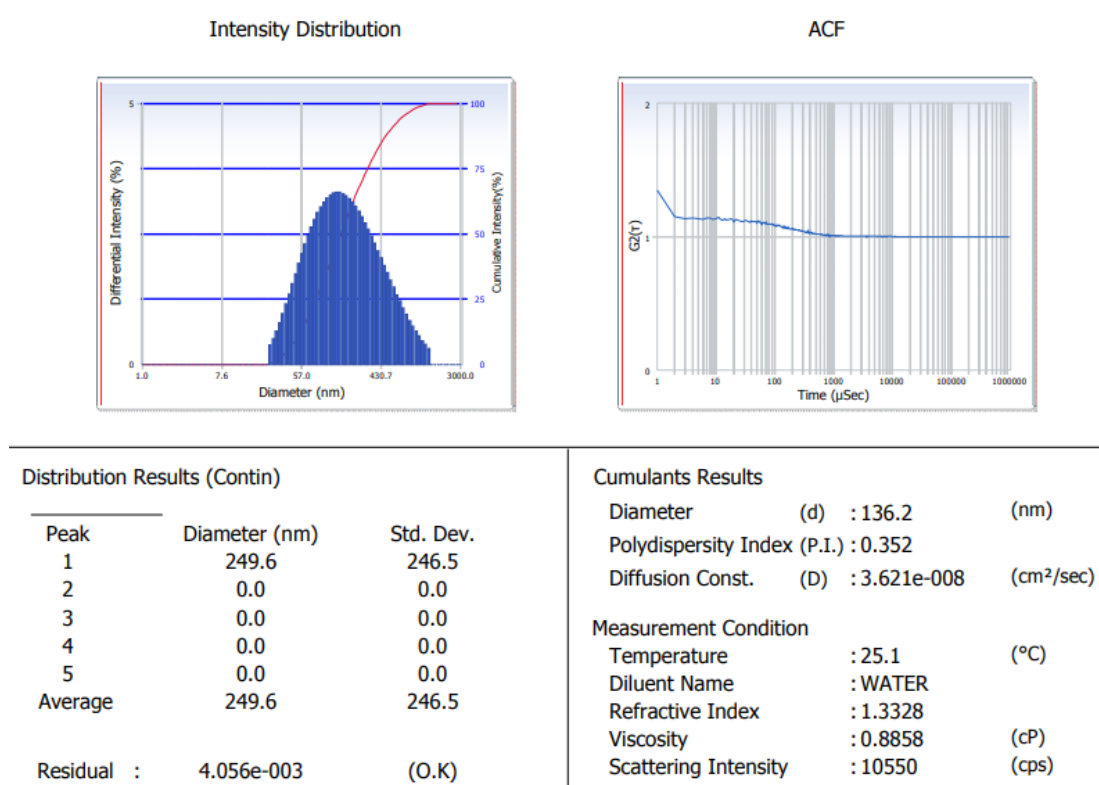 Intensity Distribution
ACF
5
100
75
50
25
0
0
Differential Intensity (%)
Cumulative Intensity(%)
1.0 7.6 57.0 430.7 3000.0
Diameter (nm)
2
1
0
G2(τ)
1 10 100 1000 10000 100000 1000000
Time (µSec)
Distribution Results (Contin)
Peak Diameter (nm) Std. Dev.
1 249.6 246.5
2 0.0 0.0
3 0.0 0.0
4 0.0 0.0
5 0.0 0.0
Average 249.6 246.5
Residual : 4.056e-003 (O.K)
Cumulants Results
Diameter (d) : 136.2 (nm)
Polydispersity Index (P.I.) : 0.352
Diffusion Const. (D) : 3.621e-008 (cm²/sec)
Measurement Condition
Temperature : 25.1 (°C)
Diluent Name : WATER
Refractive Index : 1.3328
Viscosity : 0.8858 (cP)
Scattering Intensity : 10550 (cps)